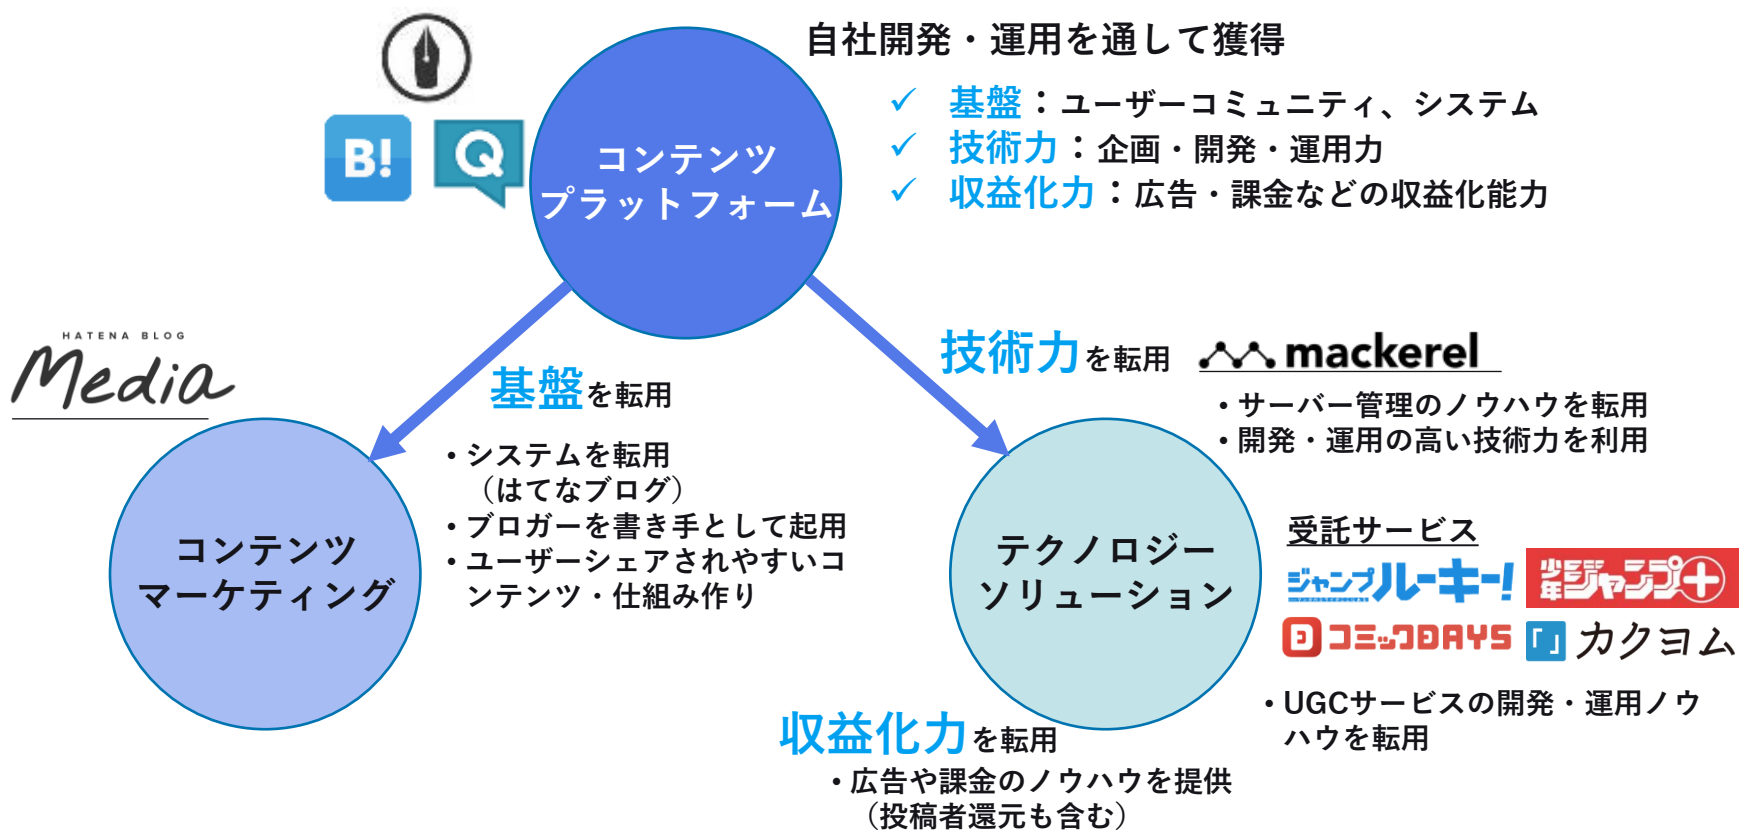 自社開発・運用を通して獲得
✓ 基盤：ユーザーコミュニティ、システム
✓ 技術力：企画・開発・運用力
✓ 収益化力：広告・課金などの収益化能力
B!
Q
コンテンツ
プラットフォーム
HATENA BLOG
Media
基盤を転用
・システムを転用
（はてなブログ）
・ブロガーを書き手として起用
・ユーザーシェアされやすいコ
ンテンツ・仕組み作り
コンテンツ
マーケティング
技術力を転用
mackerel
・サーバー管理のノウハウを転用
・開発・運用の高い技術力を利用
テクノロジー
ソリューション
受託サービス
ジャンプルーキー!
少年ジャンプ+
コミックDAYS
「」カクヨム
・UGCサービスの開発・運用ノウ
ハウを転用
収益化力を転用
・広告や課金のノウハウを提供
（投稿者還元も含む）